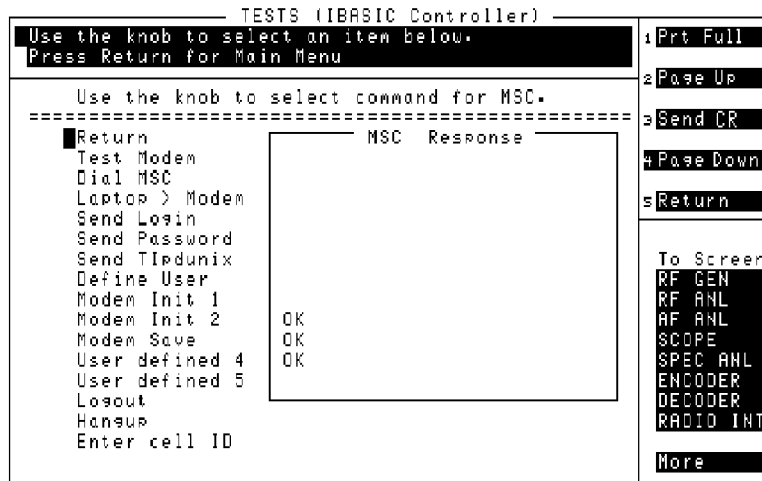 TESTS (IBASIC Controller)
Use the knob to select an item below.
Press Return for Main Menu
Use the knob to select command for MSC.
Return
Test Modem
Dial MSC
Laptop > Modem
Send Login
Send Password
Send TIpdunix
Define User
Modem Init 1
Modem Init 2
Modem Save
User defined 4
User defined 5
Logout
Hangup
Enter cell ID
MSC Response
OK
OK
OK
1 Prt Full
2 Page Up
3 Send CR
4 Page Down
5 Return
To Screen
RF GEN
RF ANL
AF ANL
SCOPE
SPEC ANL
ENCODER
DECODER
RADIO INT
More